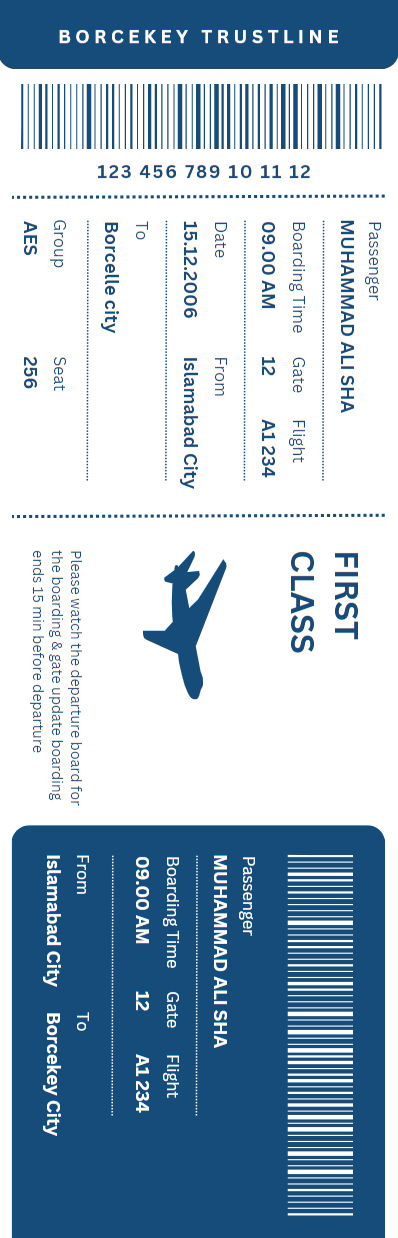 BORCEKEY TRUSTLINE
123 456 789 10 11 12
Passenger
MUHAMMAD ALI SHA
Boarding Time Gate Flight
09.00 AM 12 A1 234
Date From
15.12.2006 Islamabad City
To
Borcelle city
Group Seat
AES 256
FIRST
CLASS
Please watch the departure board for
the boarding & gate update boarding
ends 15 min before departure
Passenger
MUHAMMAD ALI SHA
Boarding Time Gate Flight
09.00 AM 12 A1 234
From To
Islamabad City Borcekey City